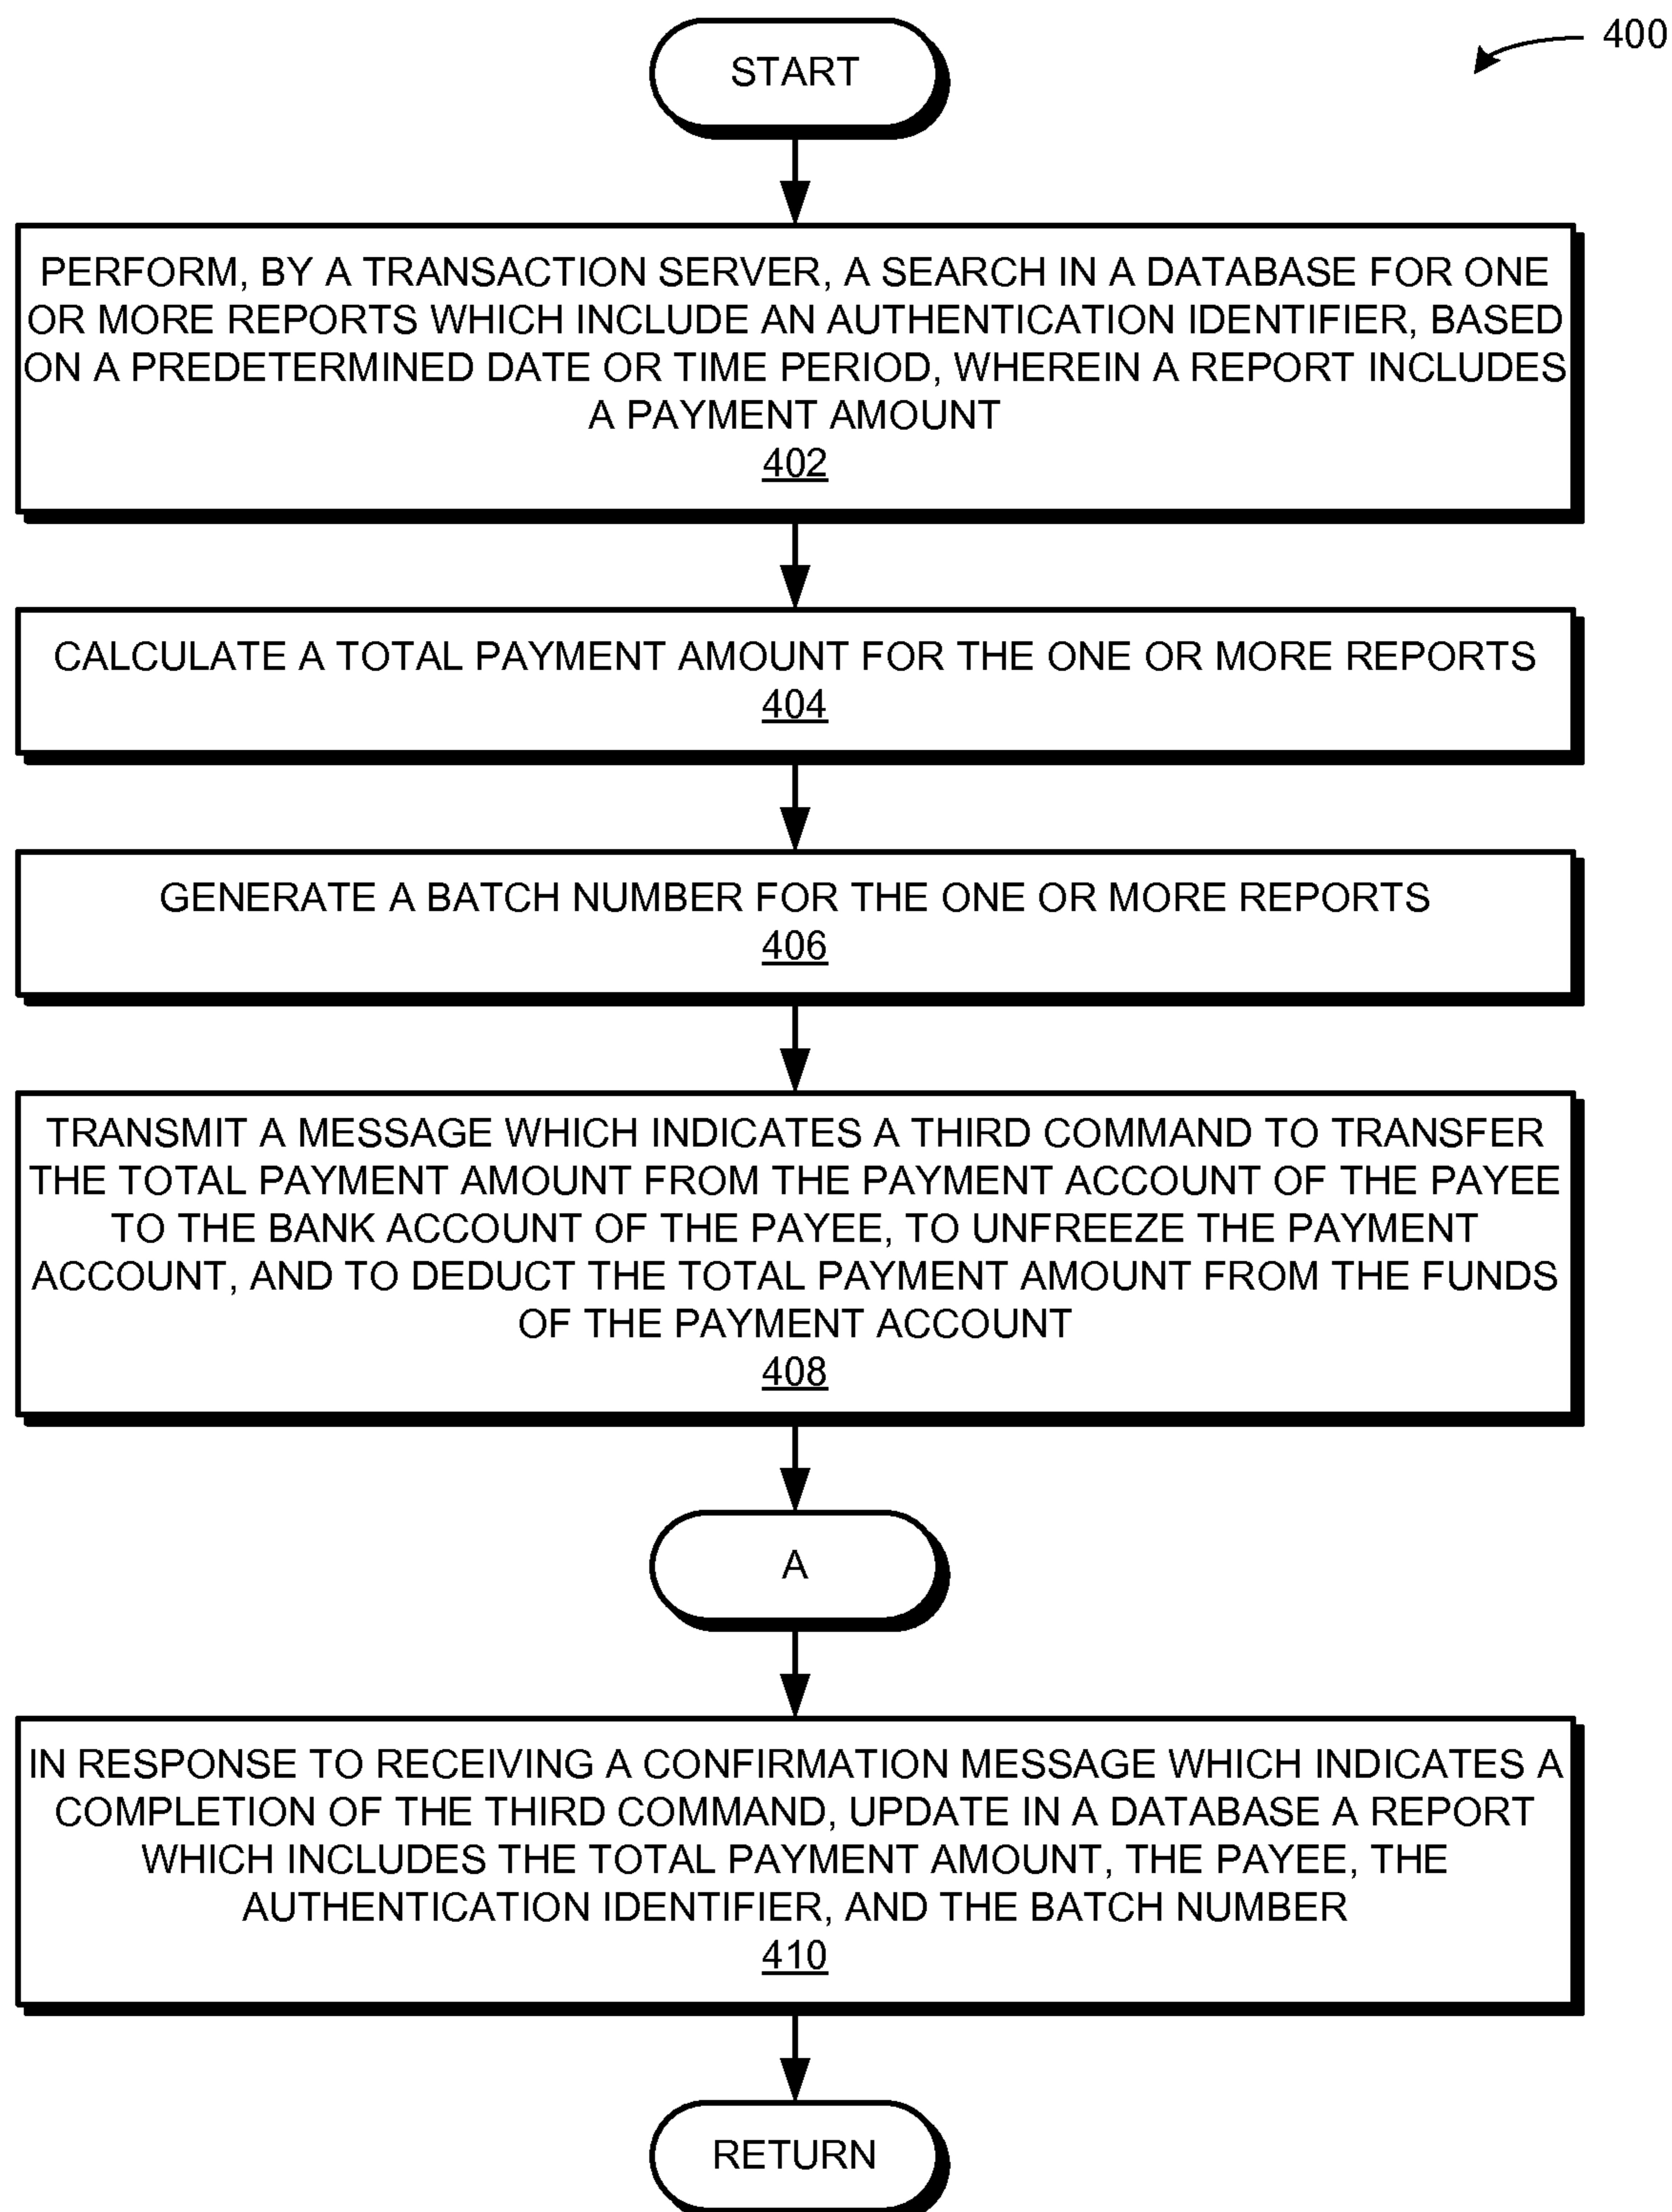 400
START
PERFORM, BY A TRANSACTION SERVER, A SEARCH IN A DATABASE FOR ONE
OR MORE REPORTS WHICH INCLUDE AN AUTHENTICATION IDENTIFIER, BASED
ON A PREDETERMINED DATE OR TIME PERIOD, WHEREIN A REPORT INCLUDES
A PAYMENT AMOUNT
402
CALCULATE A TOTAL PAYMENT AMOUNT FOR THE ONE OR MORE REPORTS
404
GENERATE A BATCH NUMBER FOR THE ONE OR MORE REPORTS
406
TRANSMIT A MESSAGE WHICH INDICATES A THIRD COMMAND TO TRANSFER
THE TOTAL PAYMENT AMOUNT FROM THE PAYMENT ACCOUNT OF THE PAYEE
TO THE BANK ACCOUNT OF THE PAYEE, TO UNFREEZE THE PAYMENT
ACCOUNT, AND TO DEDUCT THE TOTAL PAYMENT AMOUNT FROM THE FUNDS
OF THE PAYMENT ACCOUNT
408
A
IN RESPONSE TO RECEIVING A CONFIRMATION MESSAGE WHICH INDICATES A
COMPLETION OF THE THIRD COMMAND, UPDATE IN A DATABASE A REPORT
WHICH INCLUDES THE TOTAL PAYMENT AMOUNT, THE PAYEE, THE
AUTHENTICATION IDENTIFIER, AND THE BATCH NUMBER
410
RETURN